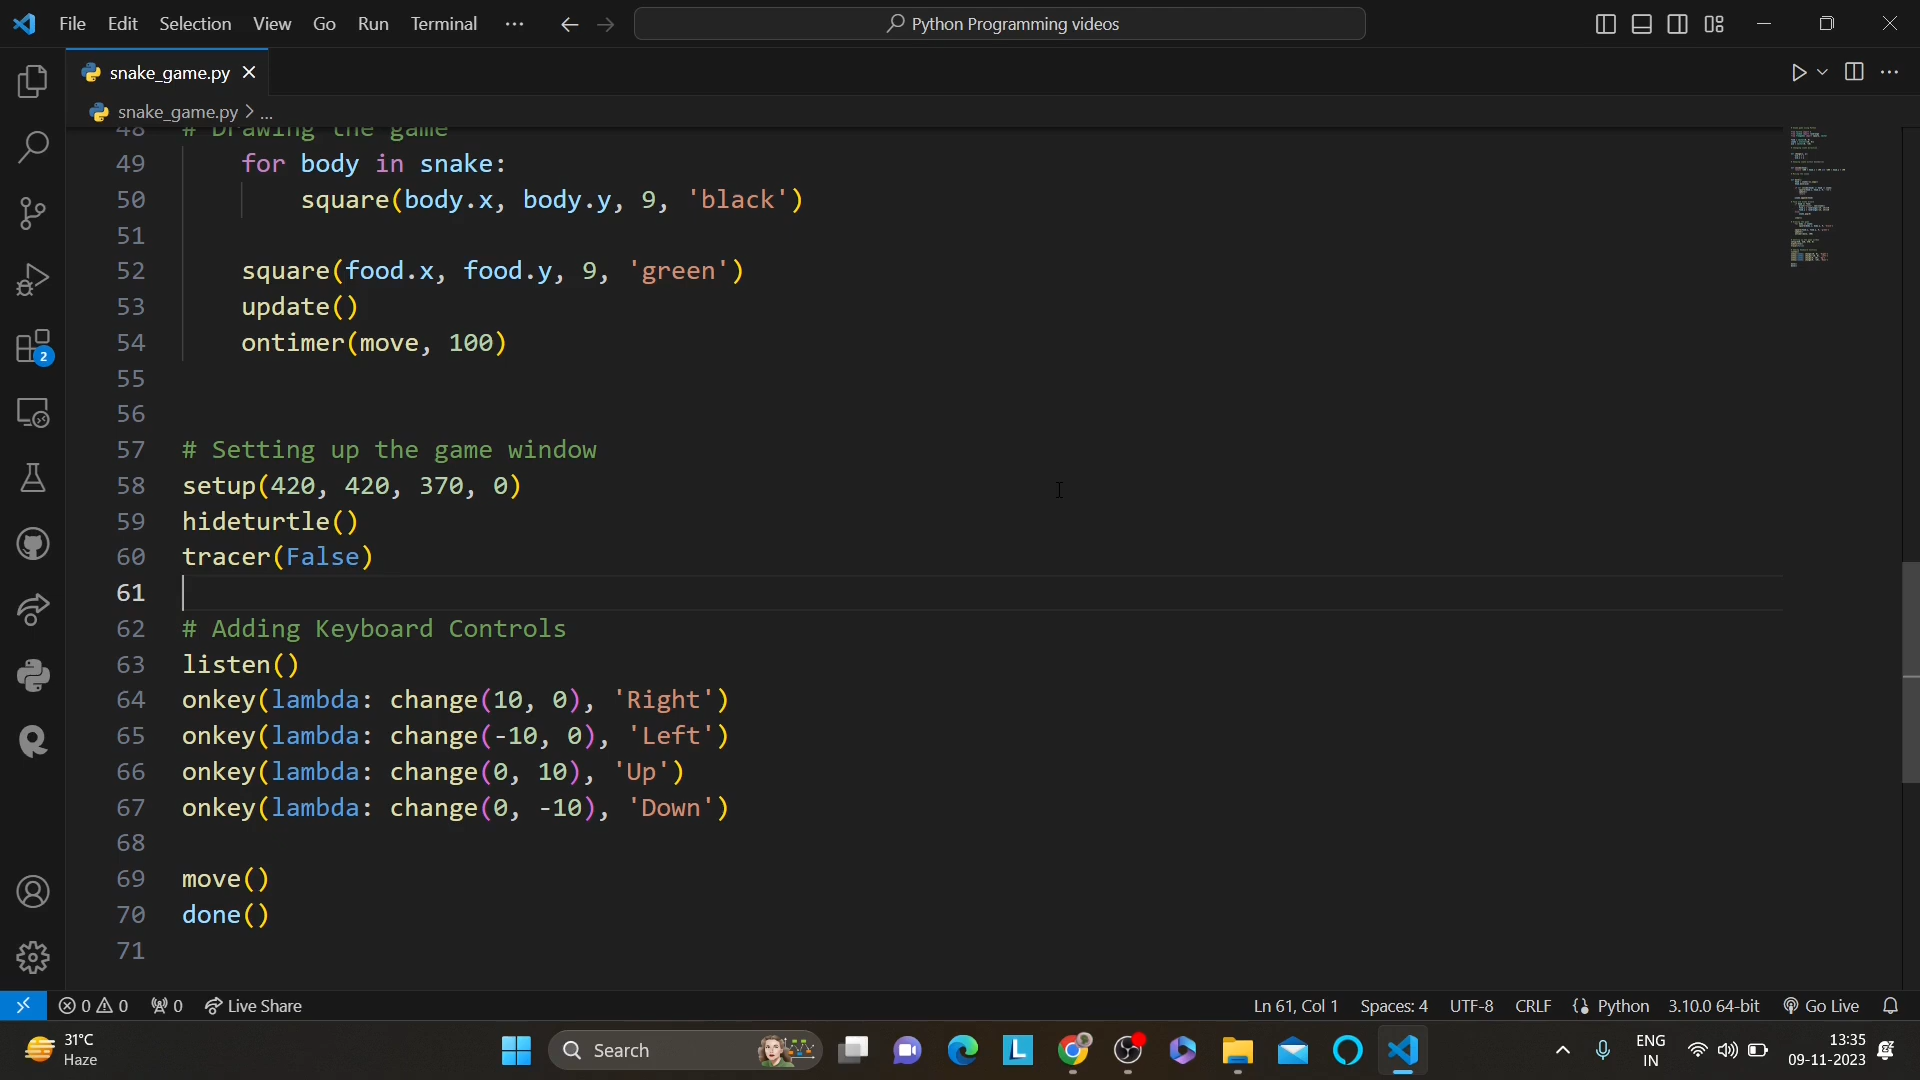 File Edit Selection View Go Run Terminal ...
Python Programming videos
snake_game.py
snake_game.py > ...
48 # Drawing the game
49 for body in snake:
50 square(body.x, body.y, 9, 'black')
51
52 square(food.x, food.y, 9, 'green')
53 update()
54 ontimer(move, 100)
55
56
57 # Setting up the game window
58 setup(420, 420, 370, 0)
59 hideturtle()
60 tracer(False)
61
62 # Adding Keyboard Controls
63 listen()
64 onkey(lambda: change(10, 0), 'Right')
65 onkey(lambda: change(-10, 0), 'Left')
66 onkey(lambda: change(0, 10), 'Up')
67 onkey(lambda: change(0, -10), 'Down')
68
69 move()
70 done()
71
2
0 0 0 Live Share Ln 61, Col 1 Spaces: 4 UTF-8 CRLF {} Python 3.10.0 64-bit Go Live
31°C
Haze
Search
L
ENG
IN
13:35
09-11-2023